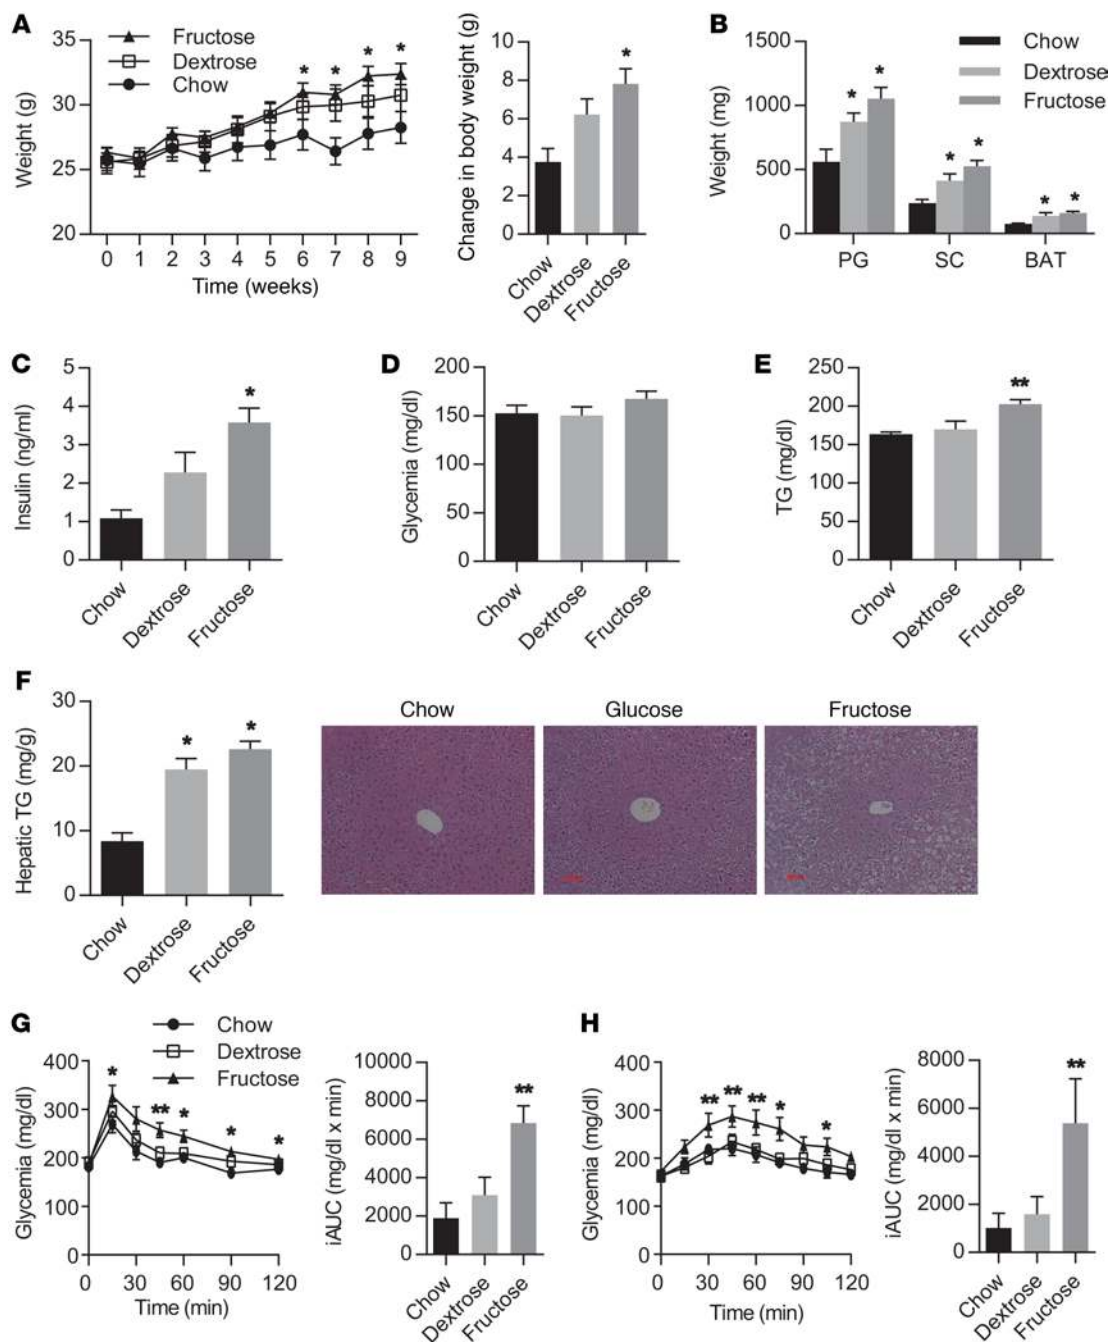 A
Fructose
Dextrose
Chow
Weight (g)
35
30
25
20
* * * *
0 1 2 3 4 5 6 7 8 9
Time (weeks)
Change in body weight (g)
10
8
6
4
2
0
*
Chow
Dextrose
Fructose
B
Chow
Dextrose
Fructose
Weight (mg)
1500
1000
500
0
* * * * * *
PG SC BAT
C
Insulin (ng/ml)
5
4
3
2
1
0
*
Chow
Dextrose
Fructose
D
Glycemia (mg/dl)
200
150
100
50
0
Chow
Dextrose
Fructose
E
TG (mg/dl)
250
200
150
100
50
0
**
Chow
Dextrose
Fructose
F
Hepatic TG (mg/g)
30
20
10
0
* *
Chow
Dextrose
Fructose
Chow
Glucose
Fructose
G
Chow
Dextrose
Fructose
Glycemia (mg/dl)
400
300
200
100
0
* ** * * *
0 30 60 90 120
Time (min)
iAUC (mg/dl x min)
10000
8000
6000
4000
2000
0
**
Chow
Dextrose
Fructose
H
Glycemia (mg/dl)
400
300
200
100
0
** ** ** * *
0 30 60 90 120
Time (min)
iAUC (mg/dl x min)
8000
6000
4000
2000
0
**
Chow
Dextrose
Fructose